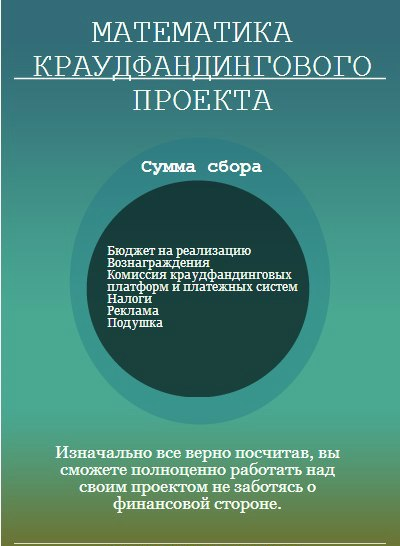 МАТЕМАТИКА
КРАУДФАНДИНГОВОГО
ПРОЕКТА
Сумма сбора
Бюджет на реализацию
Вознаграждения
Комиссия краудфандинговых
платформ и платежных систем
Налоги
Реклама
Подушка
Изначально все верно посчитав, вы
сможете полноценно работать над
своим проектом не заботясь о
финансовой стороне.